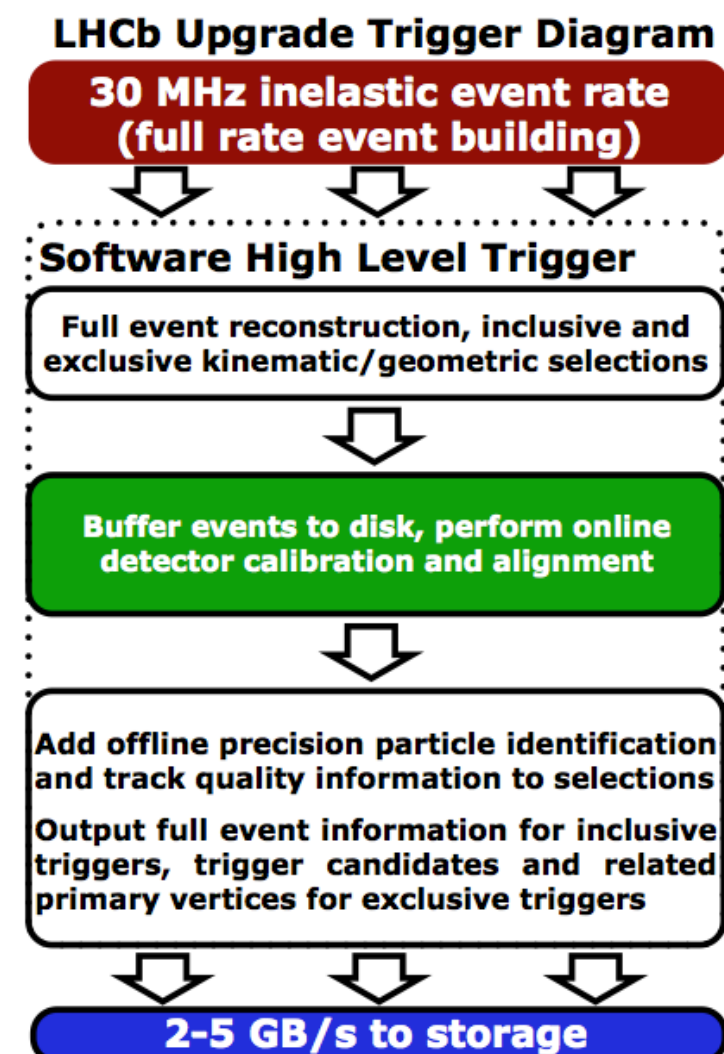 LHCb Upgrade Trigger Diagram
30 MHz inelastic event rate
(full rate event building)
Software High Level Trigger
Full event reconstruction, inclusive and
exclusive kinematic/geometric selections
Buffer events to disk, perform online
detector calibration and alignment
Add offline precision particle identification
and track quality information to selections
Output full event information for inclusive
triggers, trigger candidates and related
primary vertices for exclusive triggers
2-5 GB/s to storage